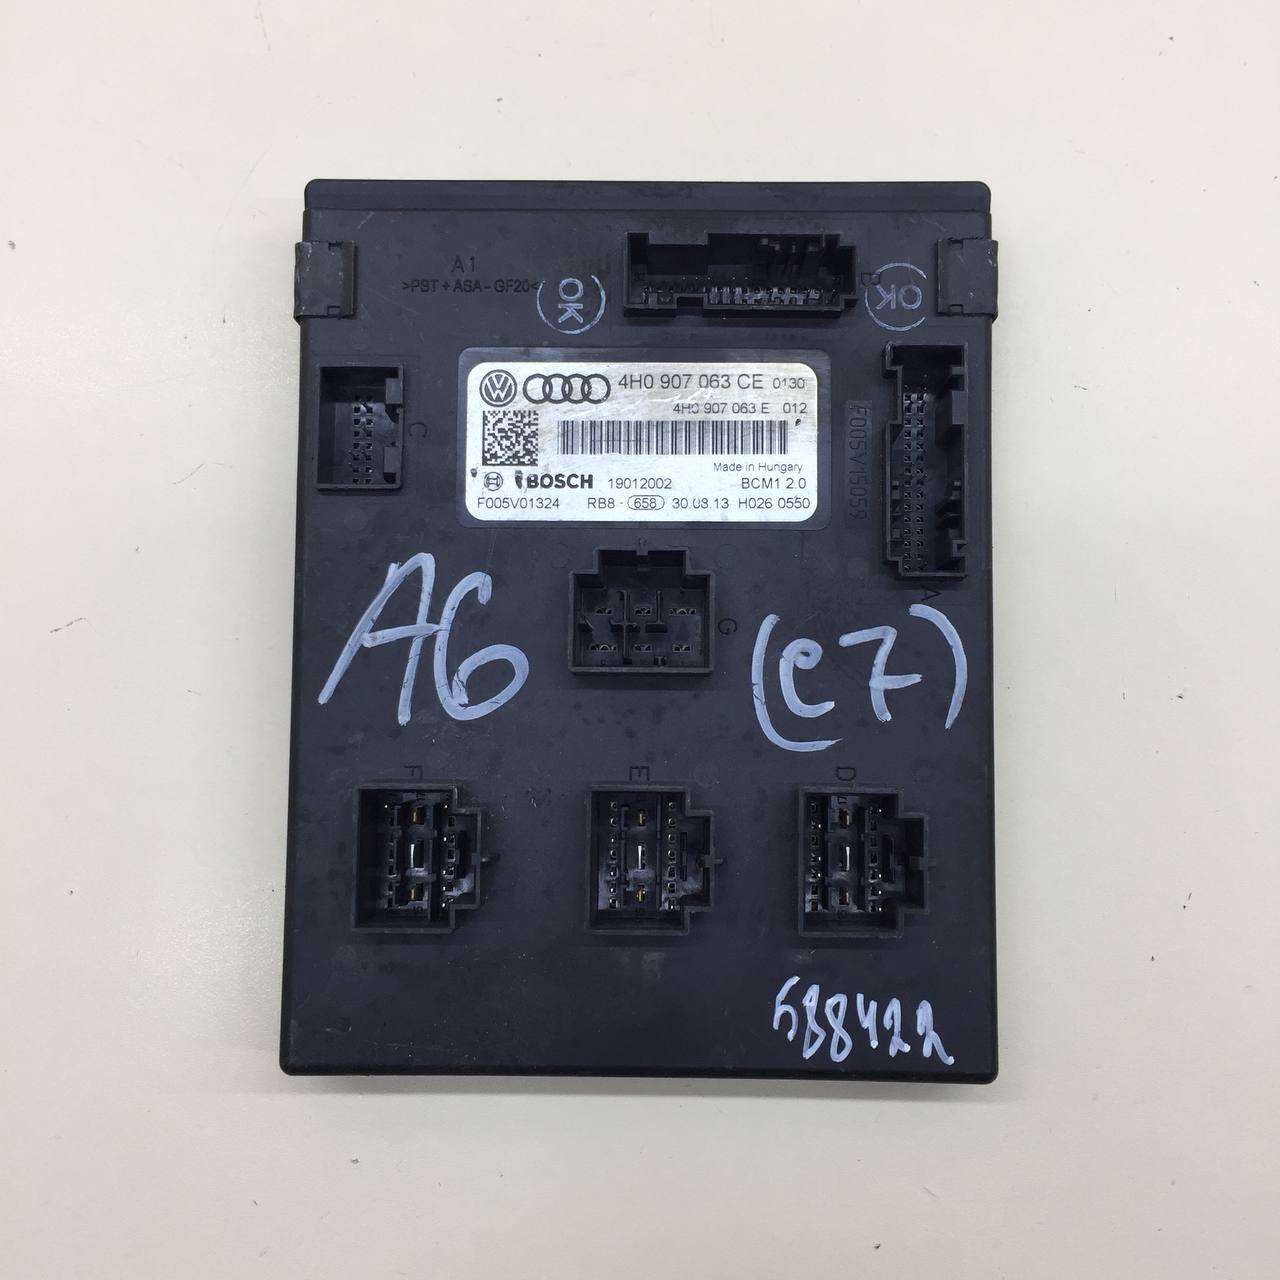 A1
>PBT + ASA - GF20<
OK
B
OK
C
4H0 907 063 CE 0130
4H0 907 063 E 012
Made in Hungary
BOSCH 19012002 BCM1 2.0
F005V01324 RB8 - 658 30.08.13 H026 0550
F005V15059
A
G
A6 (C7)
F E D
588422